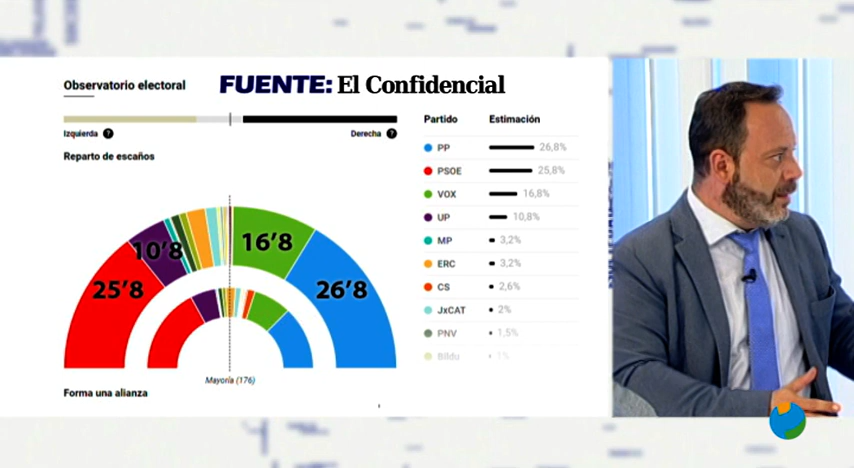 Observatorio electoral
FUENTE: El Confidencial
Izquierda ?
Derecha ?
Reparto de escaños
25'8
10'8
16'8
26'8
Mayoría (176)
Forma una alianza
Partido Estimación
PP 26,8%
PSOE 25,8%
VOX 16,8%
UP 10,8%
MP 3,2%
ERC 3,2%
CS 2,6%
JxCAT 2%
PNV 1,5%
Bildu 1%